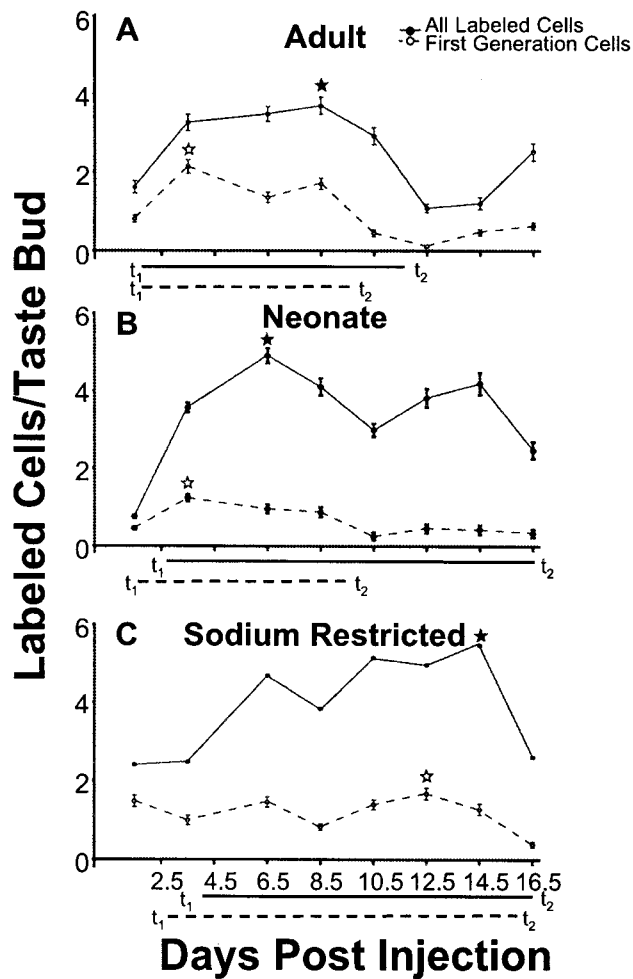 6
A
Adult
All Labeled Cells
First Generation Cells
4
2
0
t1
t2
t1
t2
Labeled Cells/Taste Bud
6
B
Neonate
4
2
0
t1
t2
t1
t2
6
C
Sodium Restricted
4
2
0
2.5 4.5 6.5 8.5 10.5 12.5 14.5 16.5
t1
t2
t1
t2
Days Post Injection